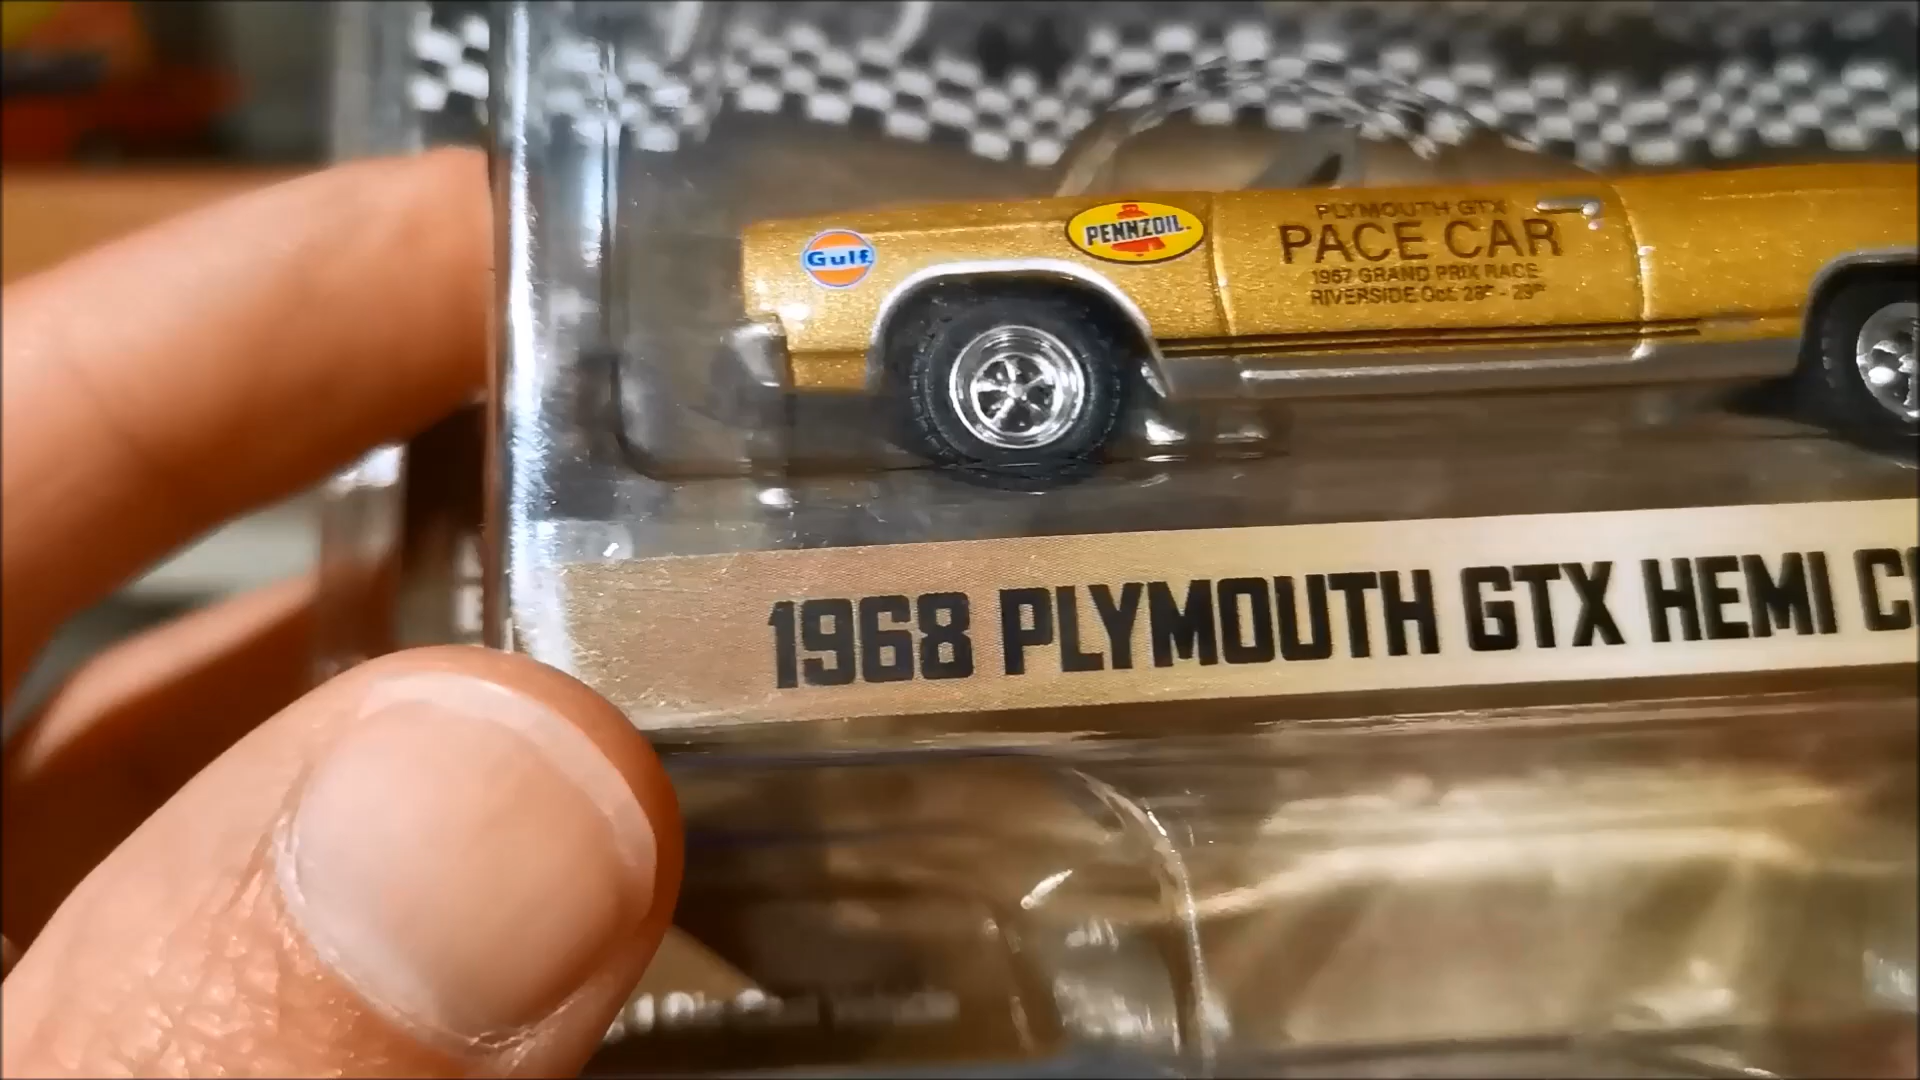 Gulf
PENNZOIL.
PLYMOUTH GTX
PACE CAR
1967 GRAND PRIX RACE
RIVERSIDE Oct. 28th - 29th
1968 PLYMOUTH GTX HEMI